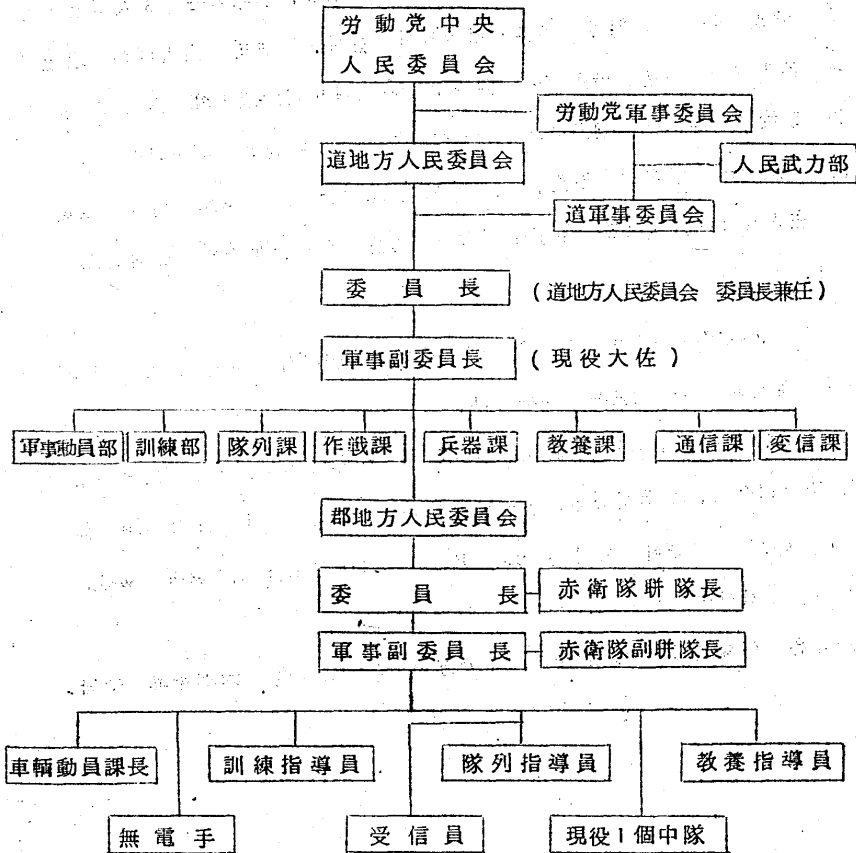 労動党中央
人民委員会
労動党軍事委員会
道地方人民委員会
人民武力部
道軍事委員会
委員長 (道地方人民委員会 委員長兼任)
軍事副委員長 (現役大佐)
軍事動員部 訓練部 隊列課 作戦課 兵器課 教養課 通信課 変信課
郡地方人民委員会
委員長 赤衛隊聯隊長
軍事副委員長 赤衛隊副聯隊長
車輌動員課長 訓練指導員 隊列指導員 教養指導員
無電手 受信員 現役1個中隊